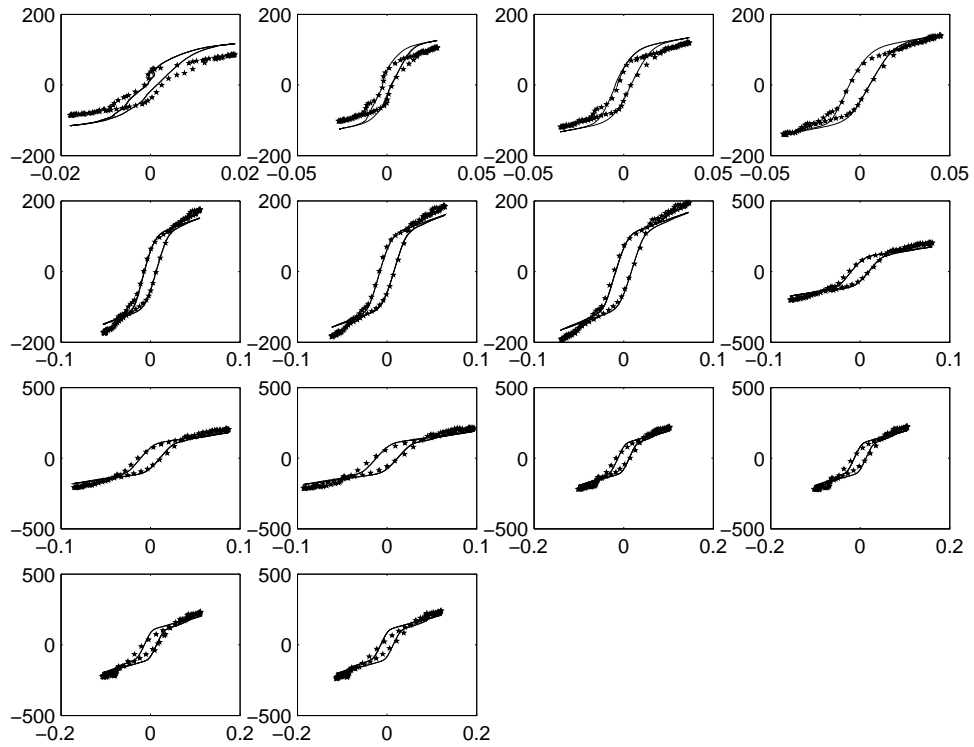 200 200 200 200
0 0 0 0
−200 −200 −200 −200
−0.02 0 0.02 −0.05 0 0.05 −0.05 0 0.05 −0.05 0 0.05
200 200 200 500
0 0 0 0
−200 −200 −200 −500
−0.1 0 0.1 −0.1 0 0.1 −0.1 0 0.1 −0.1 0 0.1
500 500 500 500
0 0 0 0
−500 −500 −500 −500
−0.1 0 0.1 −0.1 0 0.1 −0.2 0 0.2 −0.2 0 0.2
500 500
0 0
−500 −500
−0.2 0 0.2 −0.2 0 0.2